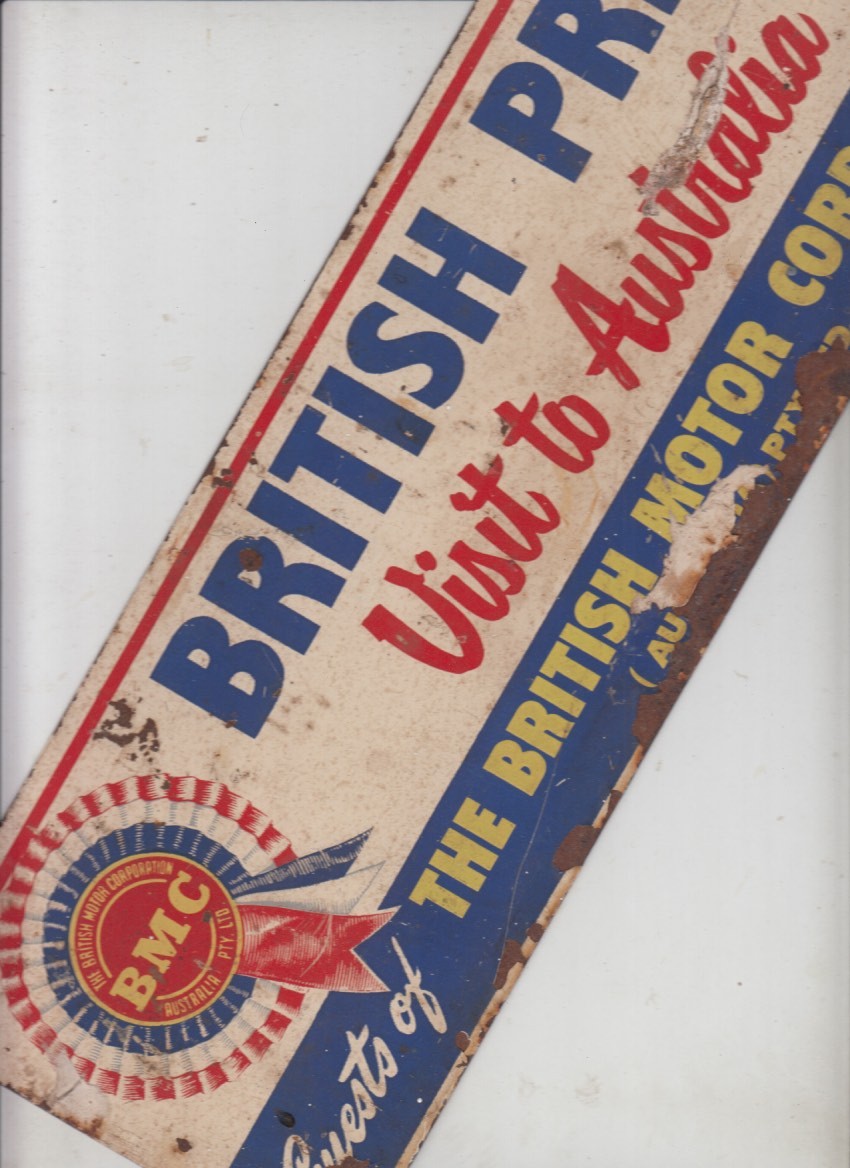 BRITISH PRE
Visit to Australia
Guests of THE BRITISH MOTOR CORP
( AU PTY
THE BRITISH MOTOR CORPORATION
BMC
AUSTRALIA PTY. LTD